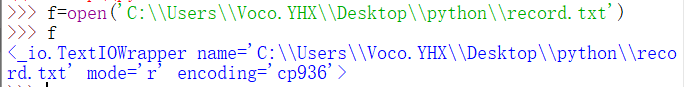 >>> f=open('C:\\Users\\Voco.YHX\\Desktop\\python\\record.txt')
>>> f
<_io.TextIOWrapper name='C:\\Users\\Voco.YHX\\Desktop\\python\\reco
rd.txt' mode='r' encoding='cp936'>